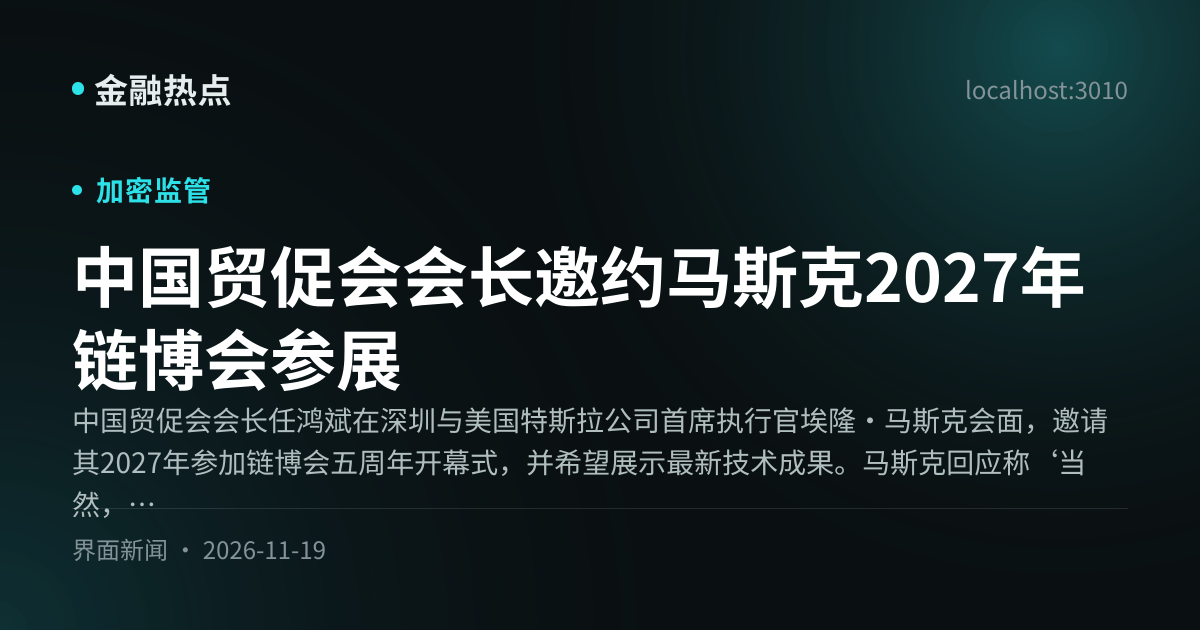 金融热点
localhost:3010
加密监管
中国贸促会会长邀约马斯克2027年
链博会参展
中国贸促会会长任鸿斌在深圳与美国特斯拉公司首席执行官埃隆·马斯克会面，邀请
其2027年参加链博会五周年开幕式，并希望展示最新技术成果。马斯克回应称‘当
然，…
界面新闻 · 2026-11-19